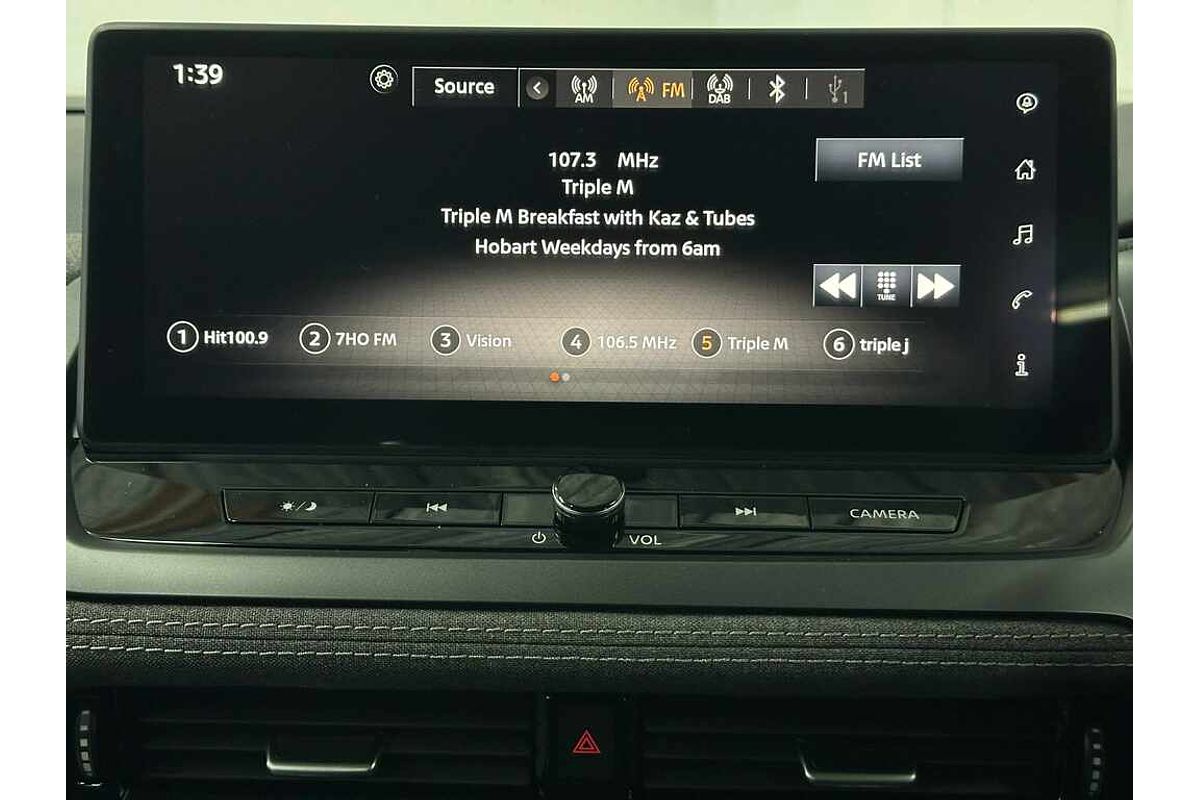 1:39
Source
AM
A FM
DAB
1
107.3 MHz
FM List
Triple M
Triple M Breakfast with Kaz & Tubes
Hobart Weekdays from 6am
TUNE
1 Hit100.9
2 7HO FM
3 Vision
4 106.5 MHz
5 Triple M
6 triple j
CAMERA
VOL